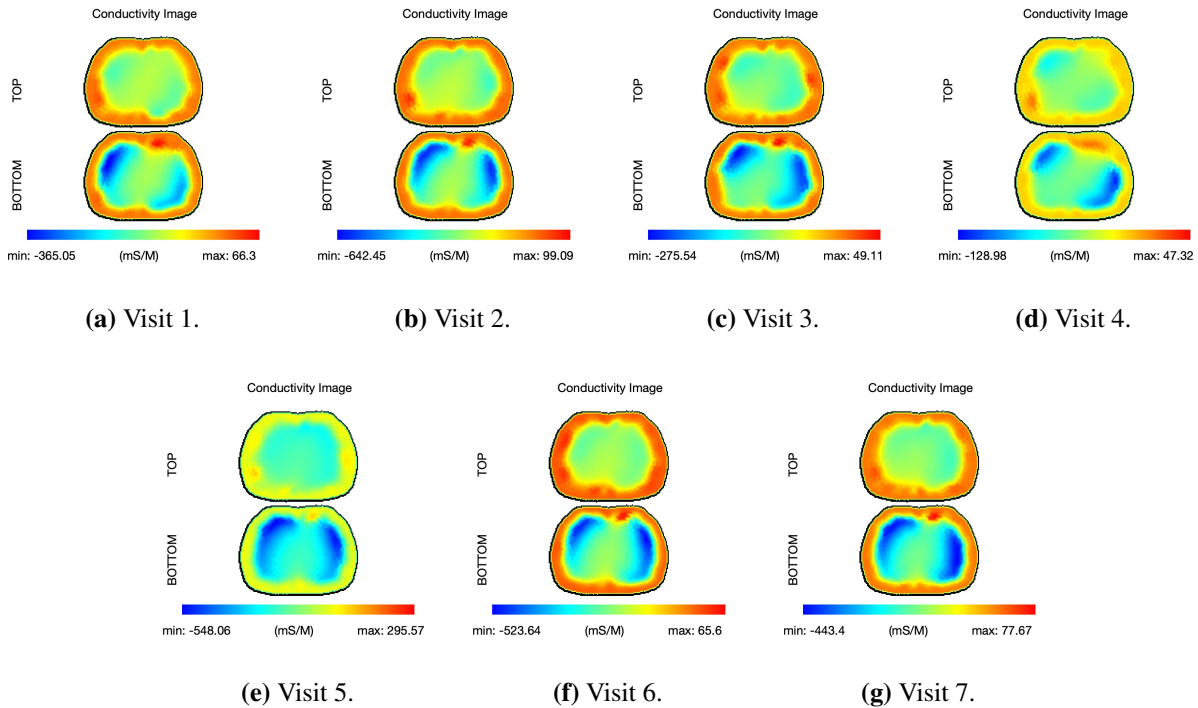 Conductivity Image
TOP
BOTTOM
min: -365.05 (mS/M) max: 66.3
(a) Visit 1.
Conductivity Image
TOP
BOTTOM
min: -642.45 (mS/M) max: 99.09
(b) Visit 2.
Conductivity Image
TOP
BOTTOM
min: -275.54 (mS/M) max: 49.11
(c) Visit 3.
Conductivity Image
TOP
BOTTOM
min: -128.98 (mS/M) max: 47.32
(d) Visit 4.
Conductivity Image
TOP
BOTTOM
min: -548.06 (mS/M) max: 295.57
(e) Visit 5.
Conductivity Image
TOP
BOTTOM
min: -523.64 (mS/M) max: 65.6
(f) Visit 6.
Conductivity Image
TOP
BOTTOM
min: -443.4 (mS/M) max: 77.67
(g) Visit 7.